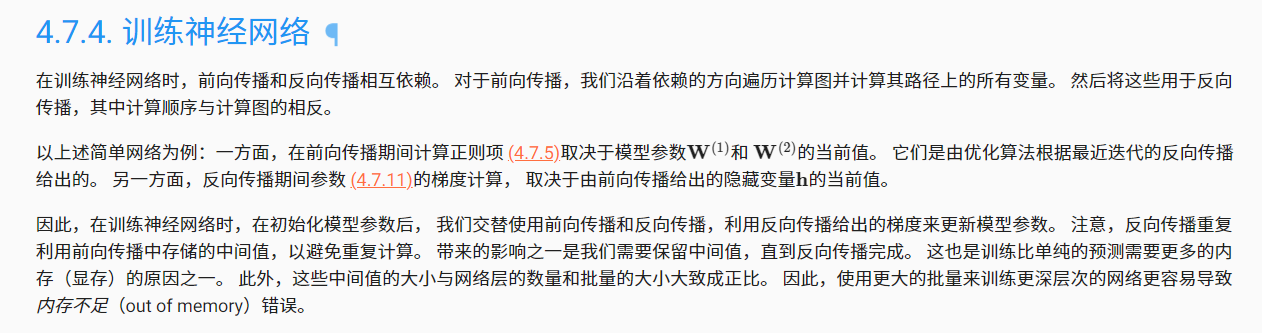 4.7.4. 训练神经网络 ¶
在训练神经网络时，前向传播和反向传播相互依赖。 对于前向传播，我们沿着依赖的方向遍历计算图并计算其路径上的所有变量。 然后将这些用于反向
传播，其中计算顺序与计算图的相反。
以上述简单网络为例：一方面，在前向传播期间计算正则项 (4.7.5)取决于模型参数W⁽¹⁾和 W⁽²⁾的当前值。 它们是由优化算法根据最近迭代的反向传播
给出的。 另一方面，反向传播期间参数 (4.7.11)的梯度计算， 取决于由前向传播给出的隐藏变量h的当前值。
因此，在训练神经网络时，在初始化模型参数后， 我们交替使用前向传播和反向传播，利用反向传播给出的梯度来更新模型参数。 注意，反向传播重复
利用前向传播中存储的中间值，以避免重复计算。 带来的影响之一是我们需要保留中间值，直到反向传播完成。 这也是训练比单纯的预测需要更多的内
存（显存）的原因之一。 此外，这些中间值的大小与网络层的数量和批量的大小大致成正比。 因此，使用更大的批量来训练更深层次的网络更容易导致
内存不足（out of memory）错误。